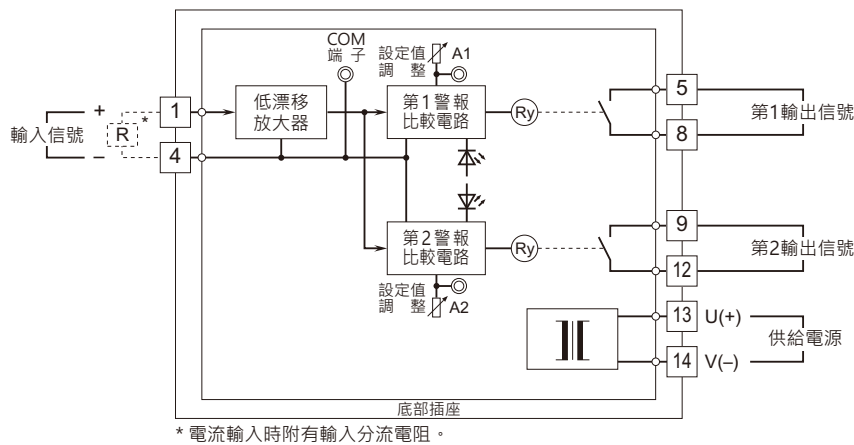 COM
端子
設定值
調整
A1
+
1
低漂移
放大器
第1警報
比較電路
Ry
5
第1輸出信號
8
輸入信號
R
*
−
4
第2警報
比較電路
Ry
9
第2輸出信號
12
設定值
調整
A2
13
U(+)
供給電源
14
V(–)
底部插座
* 電流輸入時附有輸入分流電阻。